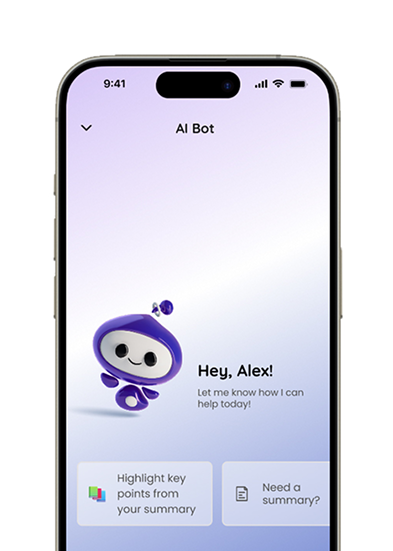 9:41
AI Bot
Hey, Alex!
Let me know how I can
help today!
Highlight key
points from
your summary
Need a
summary?